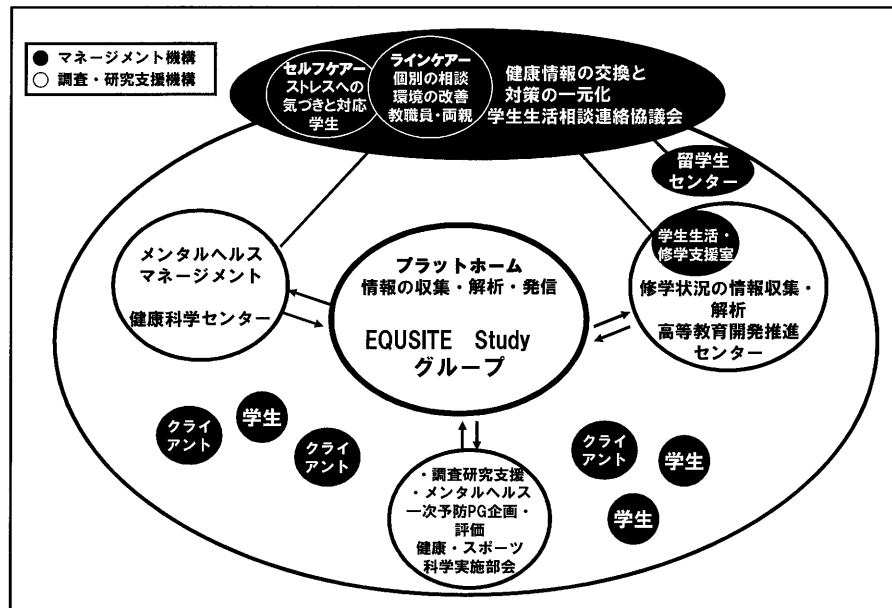 マネージメント機構
調査・研究支援機構
セルフケアー
ストレスへの
気づきと対応
学生
ラインケアー
個別の相談
環境の改善
教職員・両親
健康情報の交換と
対策の一元化
学生生活相談連絡協議会
留学生
センター
メンタルヘルス
マネージメント
健康科学センター
プラットホーム
情報の収集・解析・発信
EQUSITE Study
グループ
学生生活・
修学支援室
修学状況の情報収集・
解析
高等教育開発推進
センター
クライ
アント
学生
クライ
アント
・調査研究支援
・メンタルヘルス
一次予防PG企画・
評価
健康・スポーツ
科学実施部会
クライ
アント
学生
学生